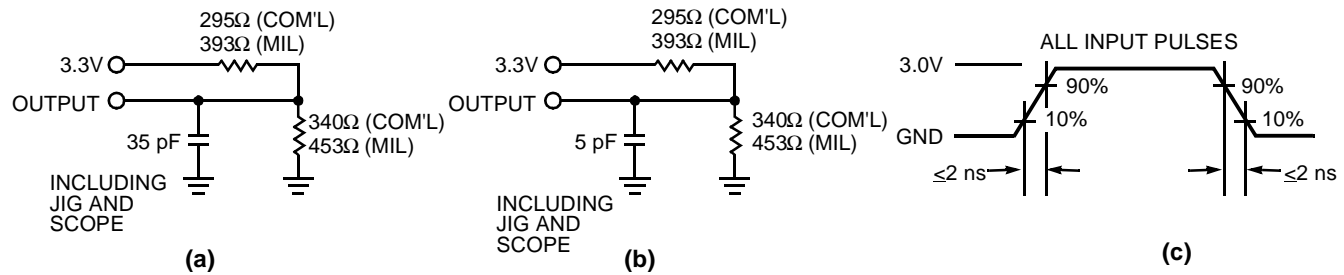 295Ω (COM'L)
393Ω (MIL)
3.3V
OUTPUT
35 pF
340Ω (COM'L)
453Ω (MIL)
INCLUDING
JIG AND
SCOPE
(a)
295Ω (COM'L)
393Ω (MIL)
3.3V
OUTPUT
5 pF
340Ω (COM'L)
453Ω (MIL)
INCLUDING
JIG AND
SCOPE
(b)
ALL INPUT PULSES
3.0V
90%
10%
90%
10%
GND
≤2 ns
≤2 ns
(c)